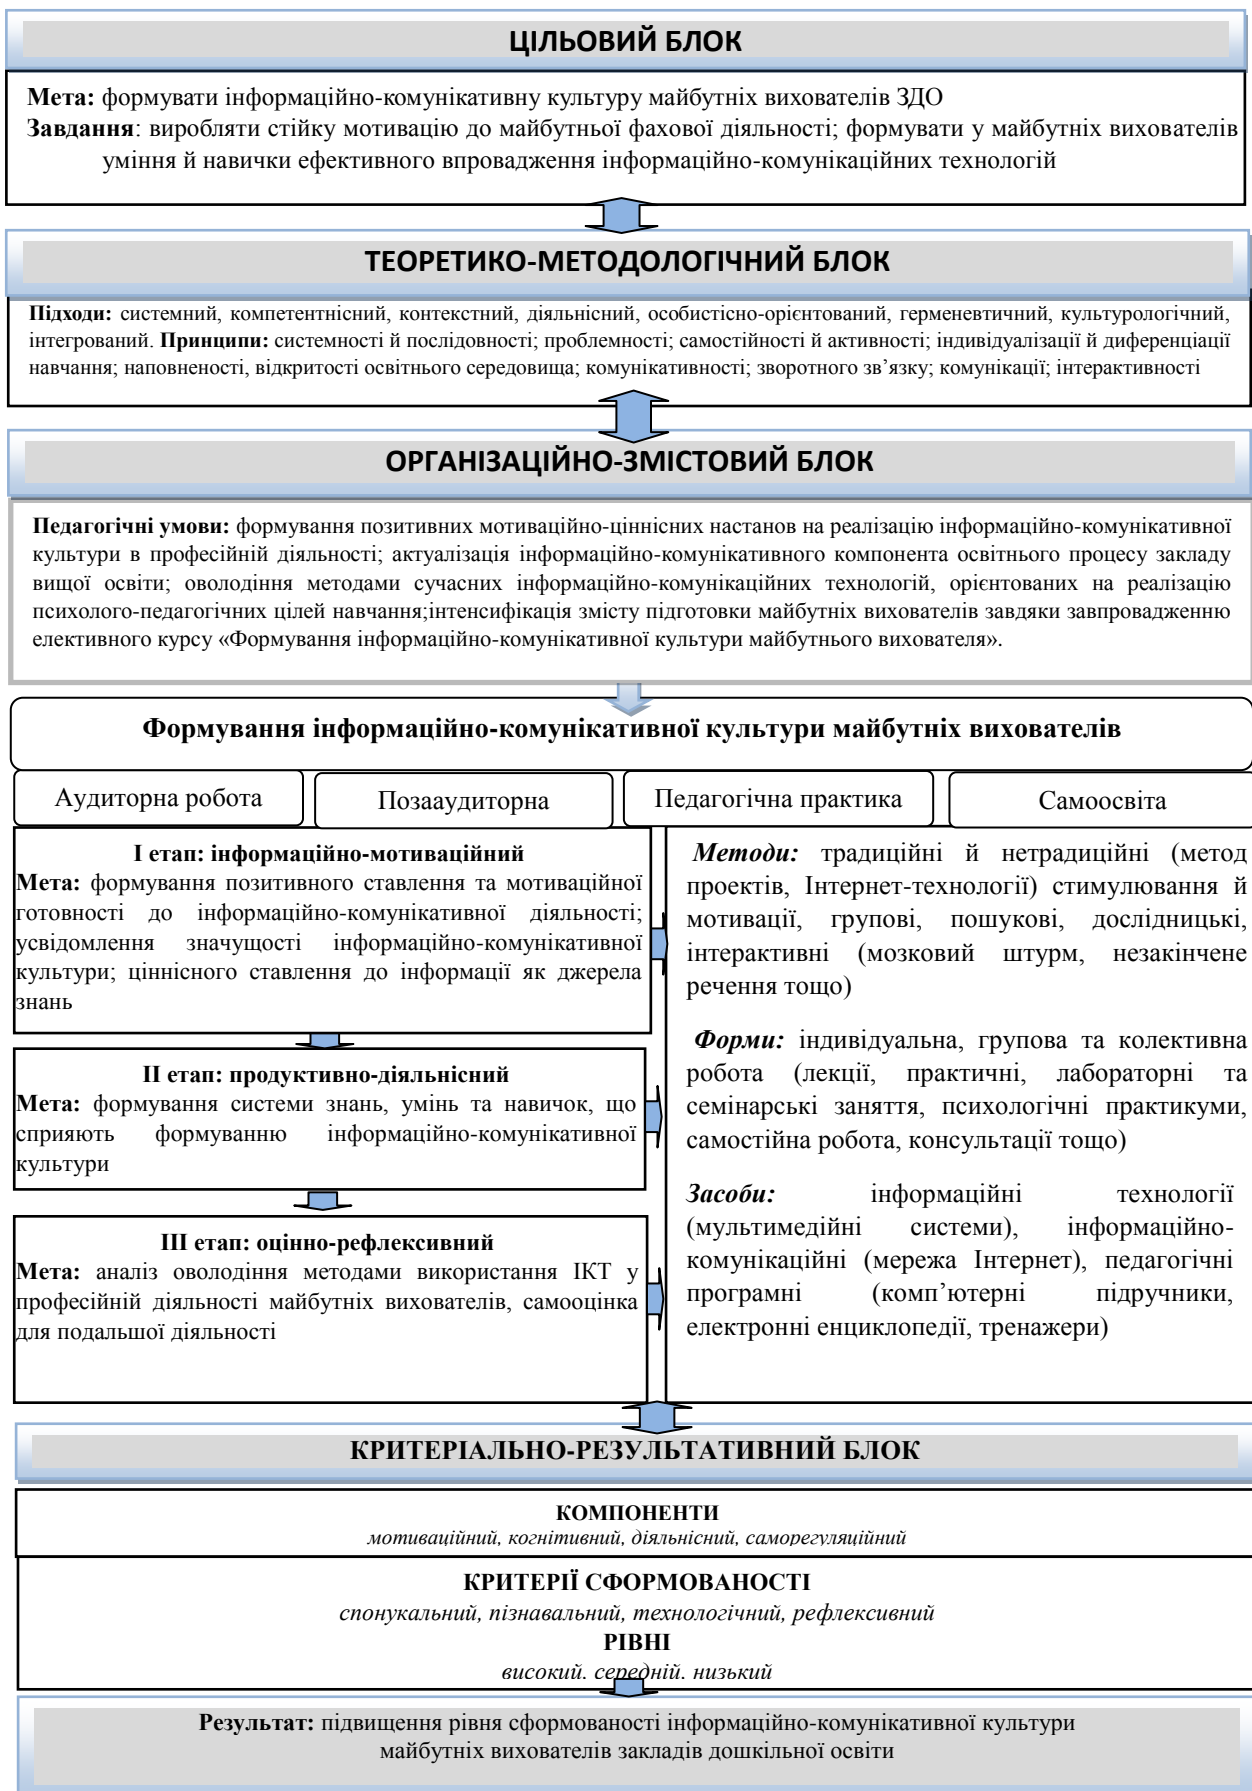 ЦІЛЬОВИЙ БЛОК
Мета: формувати інформаційно-комунікативну культуру майбутніх вихователів ЗДО
Завдання: виробляти стійку мотивацію до майбутньої фахової діяльності; формувати у майбутніх вихователів
уміння й навички ефективного впровадження інформаційно-комунікаційних технологій
ТЕОРЕТИКО-МЕТОДОЛОГІЧНИЙ БЛОК
Підходи: системний, компетентнісний, контекстний, діяльнісний, особистісно-орієнтований, герменевтичний, культурологічний,
інтегрований. Принципи: системності й послідовності; проблемності; самостійності й активності; індивідуалізації й диференціації
навчання; наповненості, відкритості освітнього середовища; комунікативності; зворотного зв’язку; комунікації; інтерактивності
ОРГАНІЗАЦІЙНО-ЗМІСТОВИЙ БЛОК
Педагогічні умови: формування позитивних мотиваційно-ціннісних настанов на реалізацію інформаційно-комунікативної
культури в професійній діяльності; актуалізація інформаційно-комунікативного компонента освітнього процесу закладу
вищої освіти; оволодіння методами сучасних інформаційно-комунікаційних технологій, орієнтованих на реалізацію
психолого-педагогічних цілей навчання;інтенсифікація змісту підготовки майбутніх вихователів завдяки завпровадженню
елективного курсу «Формування інформаційно-комунікативної культури майбутнього вихователя».
Формування інформаційно-комунікативної культури майбутніх вихователів
Аудиторна робота
Позааудиторна
Педагогічна практика
Самоосвіта
І етап: інформаційно-мотиваційний
Мета: формування позитивного ставлення та мотиваційної
готовності до інформаційно-комунікативної діяльності;
усвідомлення значущості інформаційно-комунікативної
культури; ціннісного ставлення до інформації як джерела
знань
ІІ етап: продуктивно-діяльнісний
Мета: формування системи знань, умінь та навичок, що
сприяють формуванню інформаційно-комунікативної
культури
ІІІ етап: оцінно-рефлексивний
Мета: аналіз оволодіння методами використання ІКТ у
професійній діяльності майбутніх вихователів, самооцінка
для подальшої діяльності
Методи: традиційні й нетрадиційні (метод
проектів, Інтернет-технології) стимулювання й
мотивації, групові, пошукові, дослідницькі,
інтерактивні (мозковий штурм, незакінчене
речення тощо)
Форми: індивідуальна, групова та колективна
робота (лекції, практичні, лабораторні та
семінарські заняття, психологічні практикуми,
самостійна робота, консультації тощо)
Засоби: інформаційні технології
(мультимедійні системи), інформаційно-
комунікаційні (мережа Інтернет), педагогічні
програмні (комп’ютерні підручники,
електронні енциклопедії, тренажери)
КРИТЕРІАЛЬНО-РЕЗУЛЬТАТИВНИЙ БЛОК
КОМПОНЕНТИ
мотиваційний, когнітивний, діяльнісний, саморегуляційний
КРИТЕРІЇ СФОРМОВАНОСТІ
спонукальний, пізнавальний, технологічний, рефлексивний
РІВНІ
високий. середній. низький
Результат: підвищення рівня сформованості інформаційно-комунікативної культури
майбутніх вихователів закладів дошкільної освіти